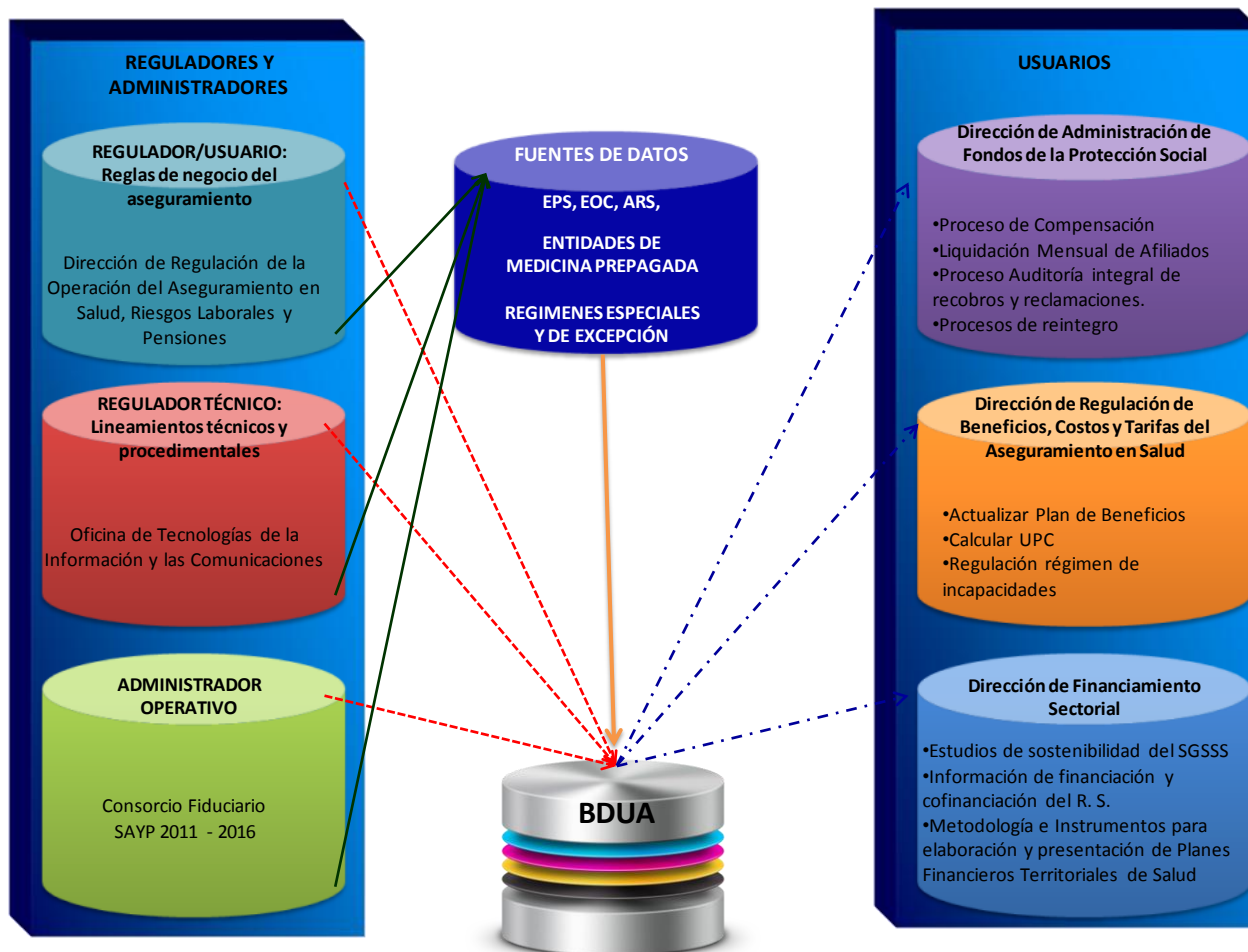 REGULADORES Y
ADMINISTRADORES
REGULADOR/USUARIO:
Reglas de negocio del
aseguramiento
Dirección de Regulación de la
Operación del Aseguramiento en
Salud, Riesgos Laborales y
Pensiones
REGULADOR TÉCNICO:
Lineamientos técnicos y
procedimentales
Oficina de Tecnologías de la
Información y las Comunicaciones
ADMINISTRADOR
OPERATIVO
Consorcio Fiduciario
SAYP 2011 - 2016
FUENTES DE DATOS
EPS, EOC, ARS,
ENTIDADES DE
MEDICINA PREPAGADA
REGIMENES ESPECIALES
Y DE EXCEPCIÓN
BDUA
USUARIOS
Dirección de Administración de
Fondos de la Protección Social
•Proceso de Compensación
•Liquidación Mensual de Afiliados
•Proceso Auditoría integral de
recobros y reclamaciones.
•Procesos de reintegro
Dirección de Regulación de
Beneficios, Costos y Tarifas del
Aseguramiento en Salud
•Actualizar Plan de Beneficios
•Calcular UPC
•Regulación régimen de
incapacidades
Dirección de Financiamiento
Sectorial
•Estudios de sostenibilidad del SGSSS
•Información de financiación y
cofinanciación del R. S.
•Metodología e Instrumentos para
elaboración y presentación de Planes
Financieros Territoriales de Salud